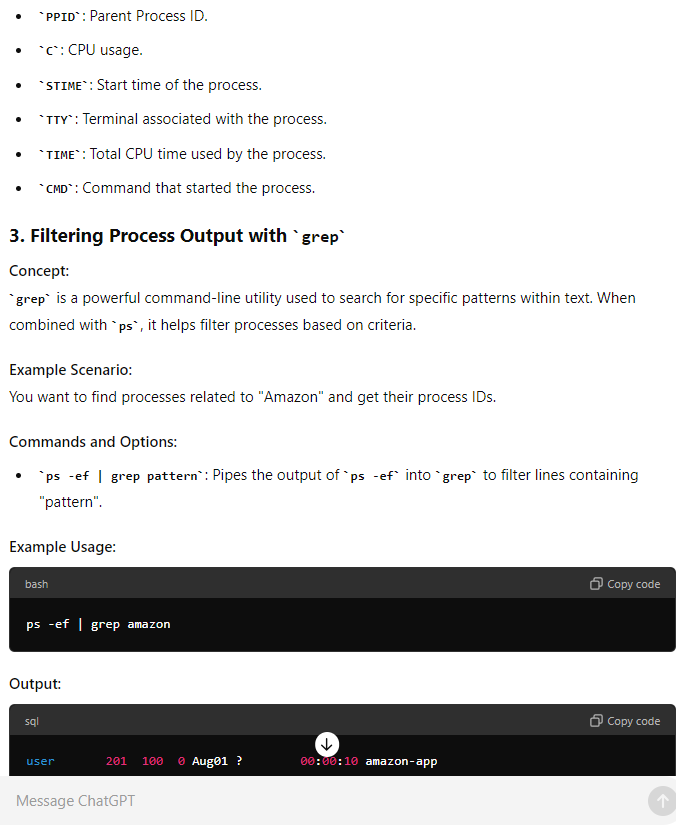 `PPID`: Parent Process ID.
`C`: CPU usage.
`STIME`: Start time of the process.
`TTY`: Terminal associated with the process.
`TIME`: Total CPU time used by the process.
`CMD`: Command that started the process.
3. Filtering Process Output with `grep`
Concept:
`grep` is a powerful command-line utility used to search for specific patterns within text. When
combined with `ps`, it helps filter processes based on criteria.
Example Scenario:
You want to find processes related to "Amazon" and get their process IDs.
Commands and Options:
`ps -ef | grep pattern`: Pipes the output of `ps -ef` into `grep` to filter lines containing
"pattern".
Example Usage:
bash Copy code
ps -ef | grep amazon
Output:
sql Copy code
user 201 100 0 Aug01 ? 00:00:10 amazon-app
Message ChatGPT